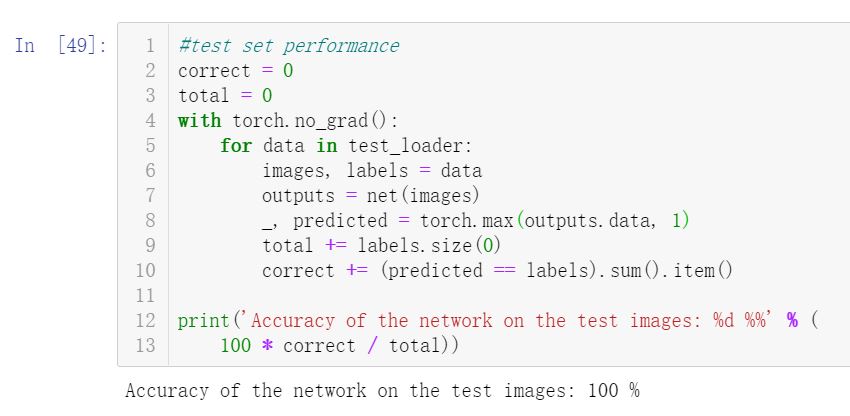 In [49]:
1 #test set performance
2 correct = 0
3 total = 0
4 with torch.no_grad():
5     for data in test_loader:
6         images, labels = data
7         outputs = net(images)
8         _, predicted = torch.max(outputs.data, 1)
9         total += labels.size(0)
10         correct += (predicted == labels).sum().item()
11
12 print('Accuracy of the network on the test images: %d %%' % (
13     100 * correct / total))
Accuracy of the network on the test images: 100 %